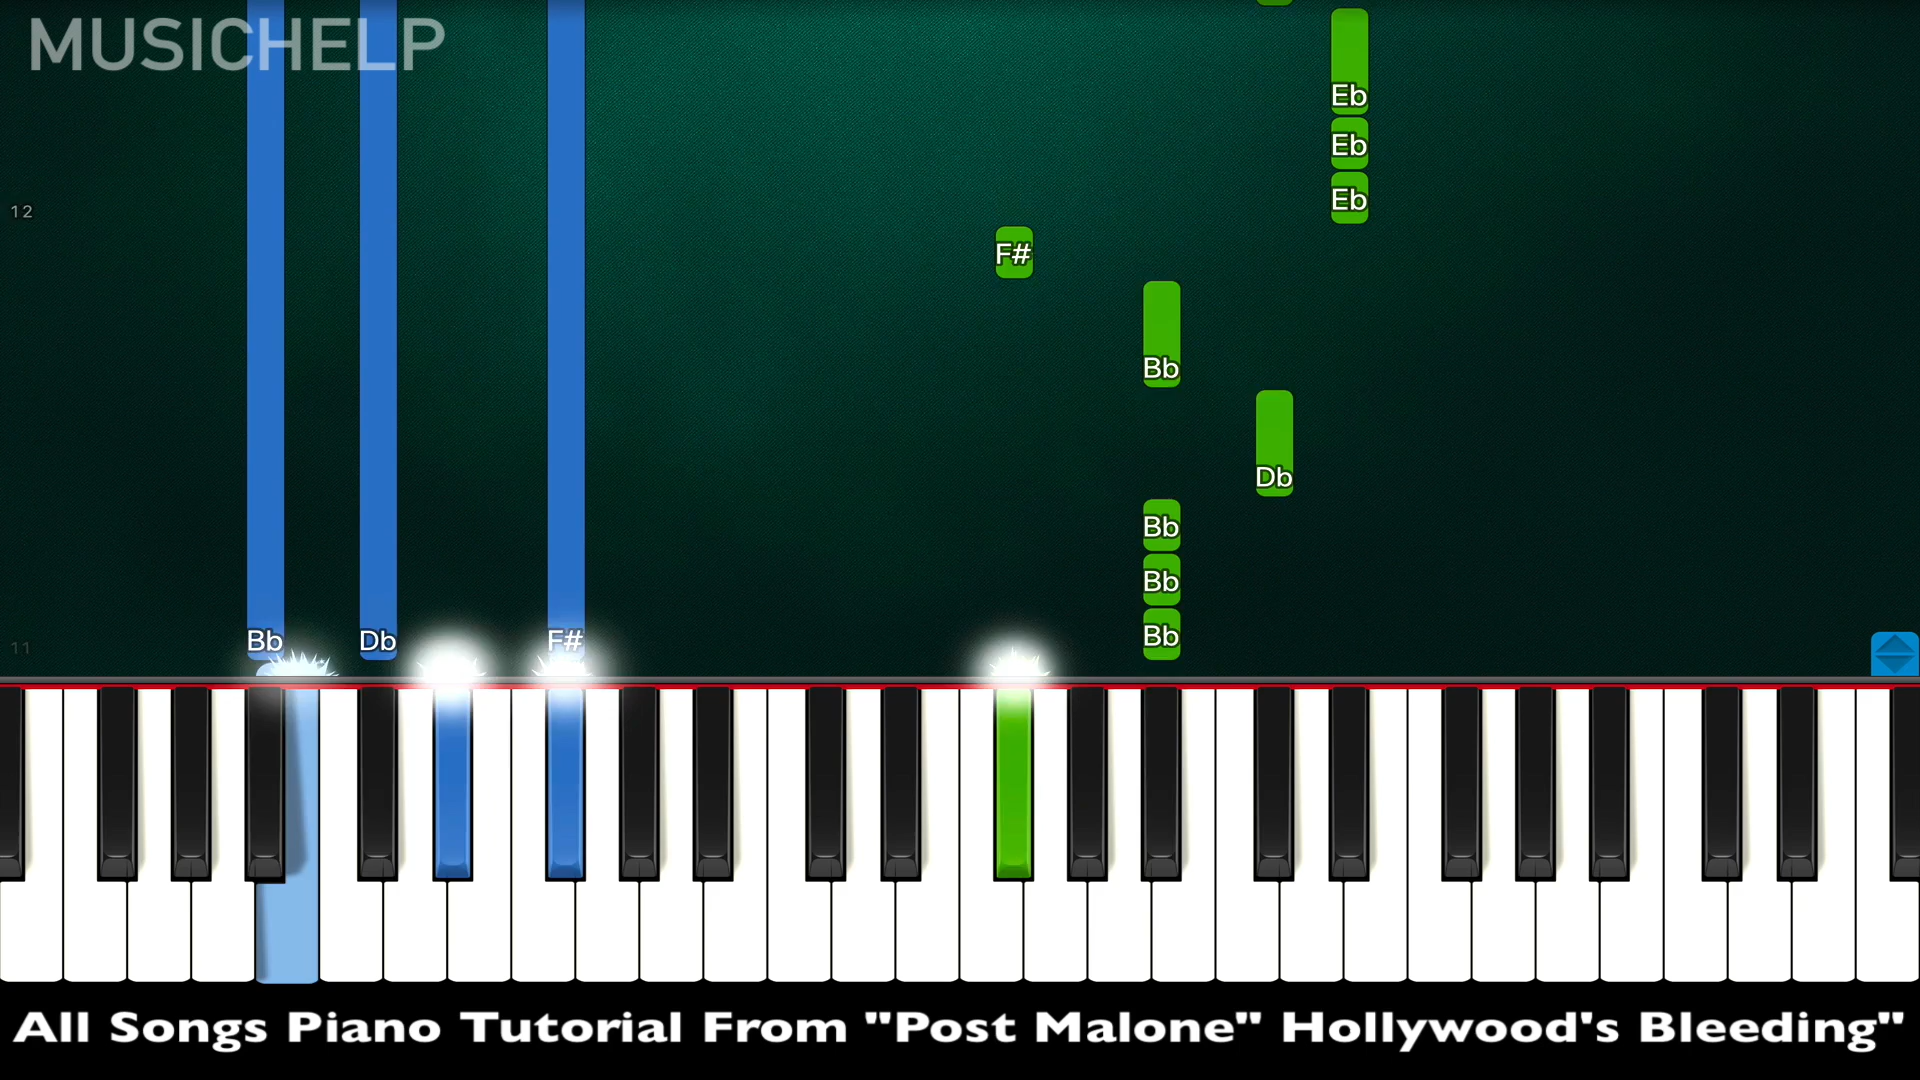 MUSICHELP
Eb
Eb
Eb
12
F#
Bb
Db
Bb
Bb
Bb Db F# Bb
11
All Songs Piano Tutorial From "Post Malone" Hollywood's Bleeding"